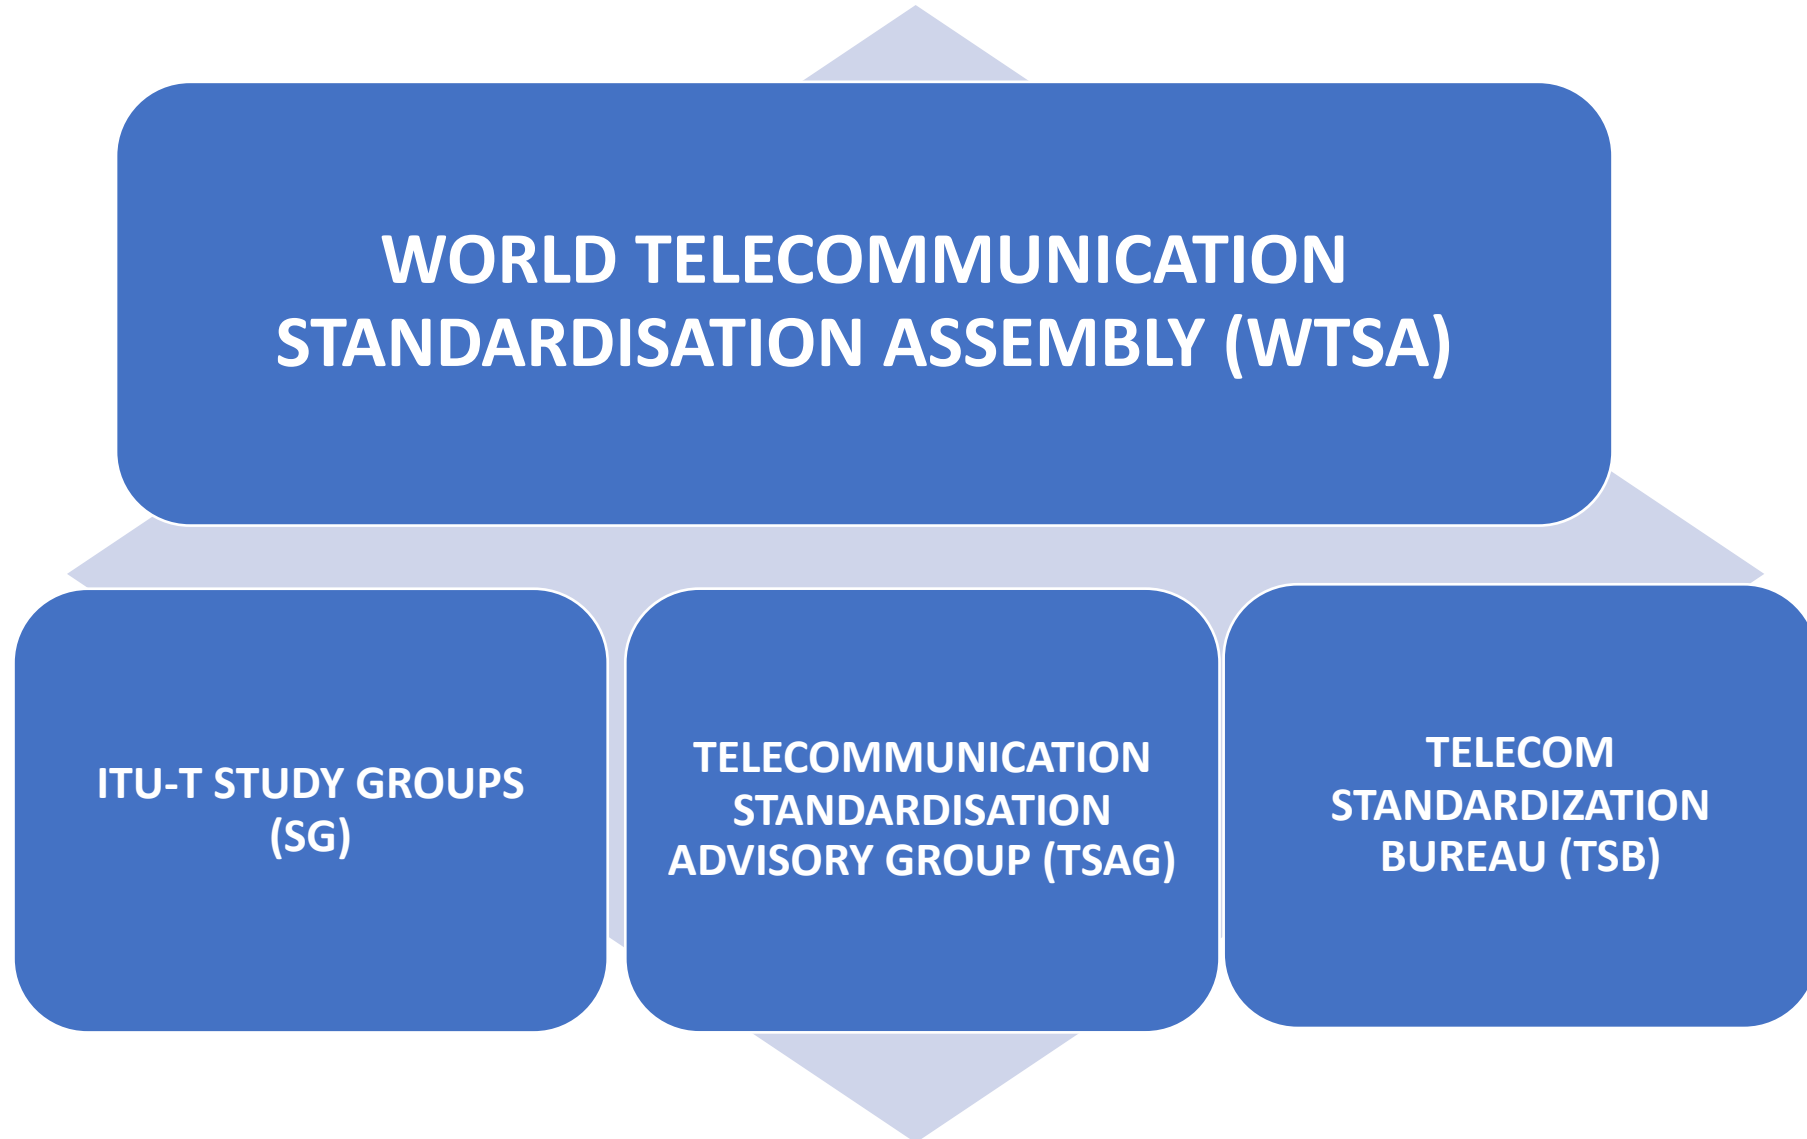 WORLD TELECOMMUNICATION
STANDARDISATION ASSEMBLY (WTSA)
ITU-T STUDY GROUPS
(SG)
TELECOMMUNICATION
STANDARDISATION
ADVISORY GROUP (TSAG)
TELECOM
STANDARDIZATION
BUREAU (TSB)